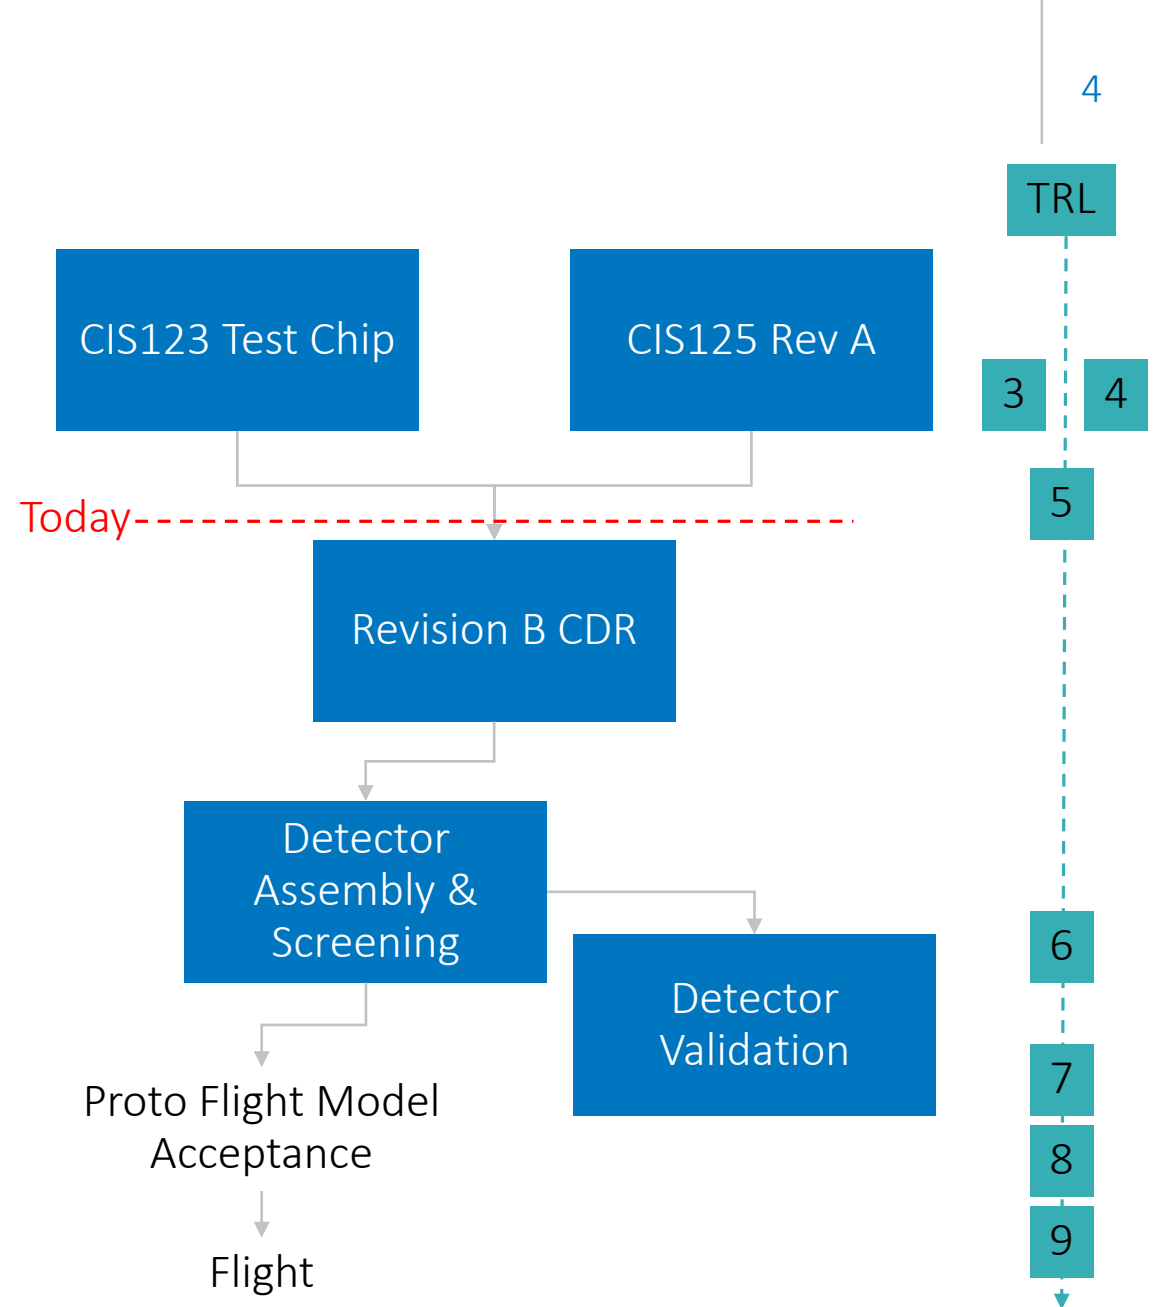 4
TRL
CIS123 Test Chip
CIS125 Rev A
3
4
5
Today
Revision B CDR
Detector
Assembly &
Screening
6
Detector
Validation
7
Proto Flight Model
Acceptance
8
9
Flight